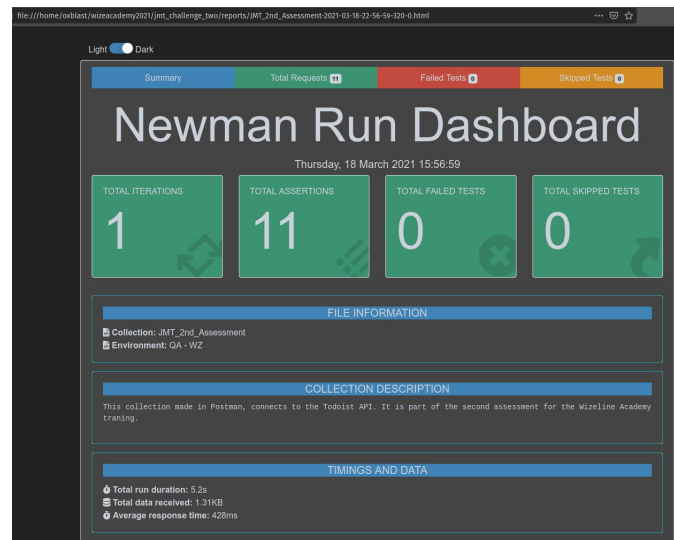 file:///home/oxblast/wizeacademy2021/jmt_challenge_two/reports/JMT_2nd_Assessment-2021-03-18-22-56-59-320-0.html
Light Dark
Summary Total Requests 11 Failed Tests 0 Skipped Tests 0
Newman Run Dashboard
Thursday, 18 March 2021 15:56:59
TOTAL ITERATIONS TOTAL ASSERTIONS TOTAL FAILED TESTS TOTAL SKIPPED TESTS
1 11 0 0
FILE INFORMATION
Collection: JMT_2nd_Assessment
Environment: QA - WZ
COLLECTION DESCRIPTION
This collection made in Postman, connects to the Todoist API. It is part of the second assessment for the Wizeline Academy
traning.
TIMINGS AND DATA
Total run duration: 5.2s
Total data received: 1.31KB
Average response time: 428ms